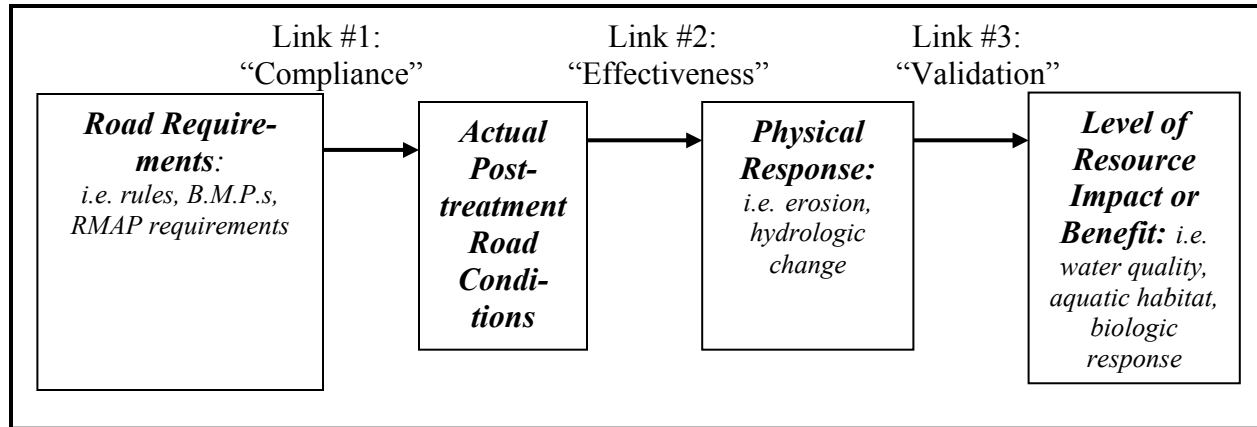 Link #1:
“Compliance”
Link #2:
“Effectiveness”
Link #3:
“Validation”
Road Require-
ments:
i.e. rules, B.M.P.s,
RMAP requirements
Actual
Post-
treatment
Road
Condi-
tions
Physical
Response:
i.e. erosion,
hydrologic
change
Level of
Resource
Impact or
Benefit: i.e.
water quality,
aquatic habitat,
biologic
response